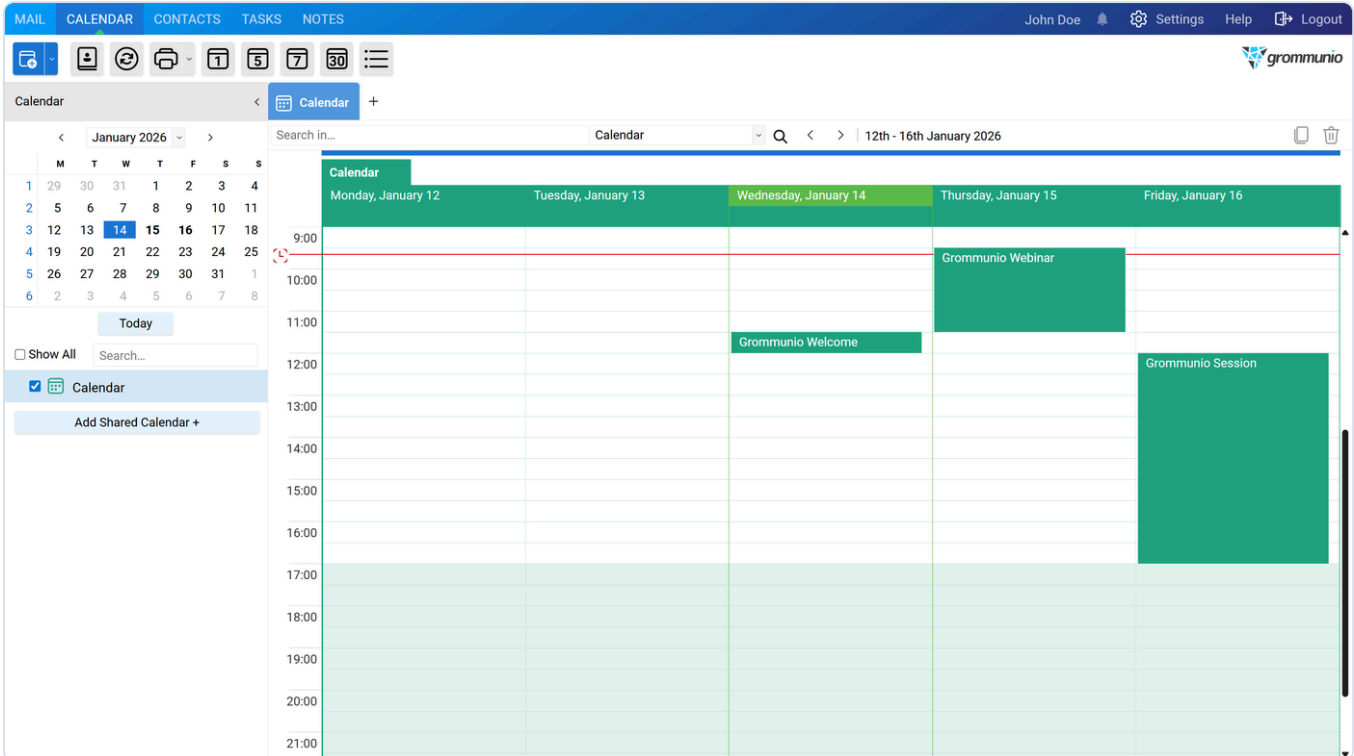 MAIL CALENDAR CONTACTS TASKS NOTES John Doe Settings Help Logout
1 5 7 30 grommunio
Calendar Calendar +
January 2026 Search in... Calendar 12th - 16th January 2026
M T W T F S S
1 29 30 31 1 2 3 4
2 5 6 7 8 9 10 11
3 12 13 14 15 16 17 18
4 19 20 21 22 23 24 25
5 26 27 28 29 30 31 1
6 2 3 4 5 6 7 8
Today
Show All Search...
Calendar
Add Shared Calendar +
Calendar
Monday, January 12 Tuesday, January 13 Wednesday, January 14 Thursday, January 15 Friday, January 16
9:00
Grommunio Webinar
10:00
11:00
Grommunio Welcome
12:00 Grommunio Session
13:00
14:00
15:00
16:00
17:00
18:00
19:00
20:00
21:00